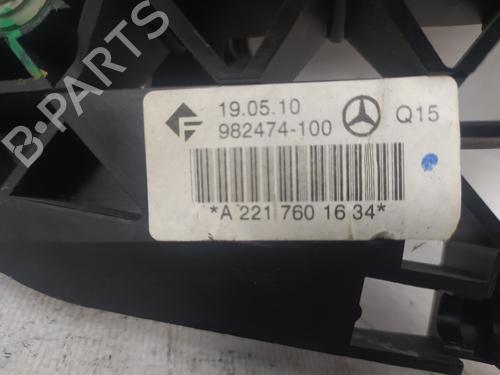 F
19.05.10
982474-100
Q15
*A 221 760 16 34*
B-PARTS